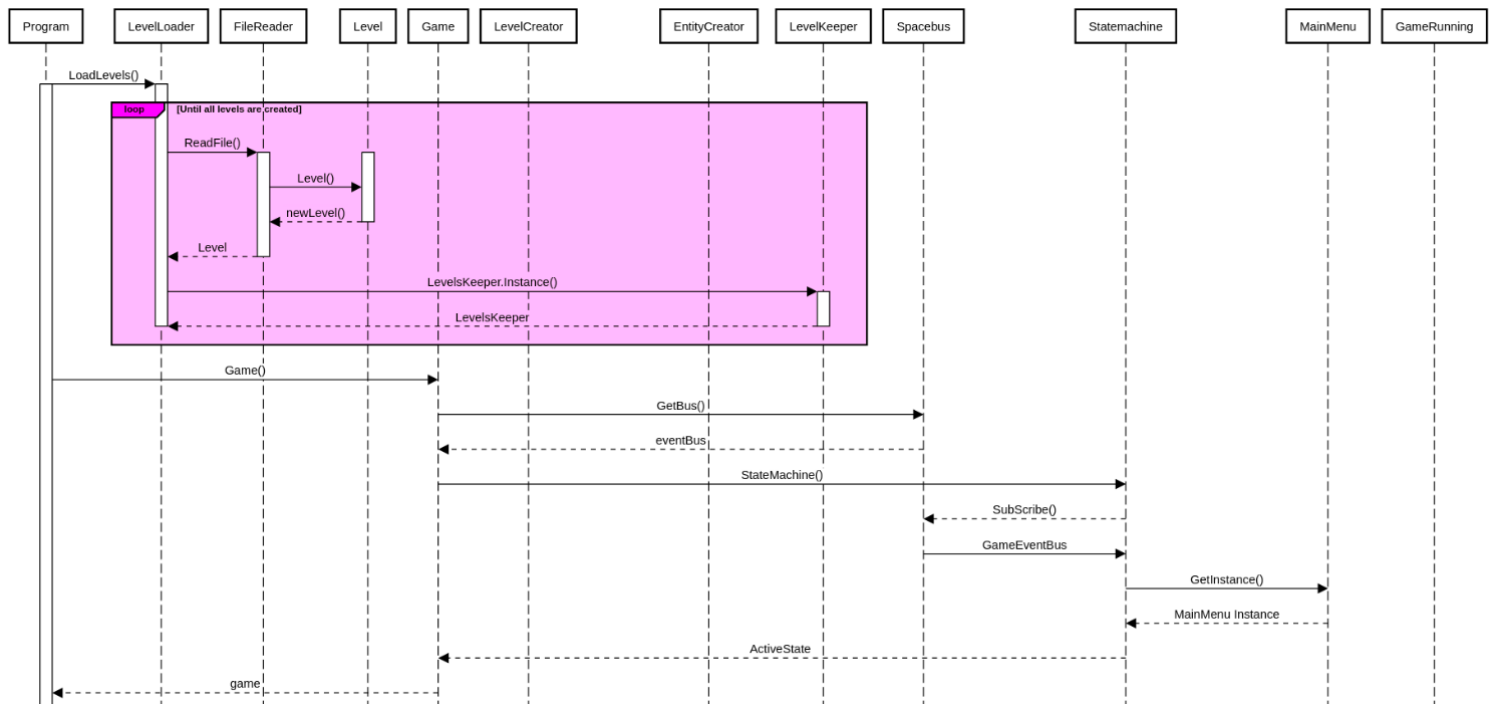 Program LevelLoader FileReader Level Game LevelCreator EntityCreator LevelKeeper Spacebus Statemachine MainMenu GameRunning
LoadLevels()
loop [Until all levels are created]
ReadFile()
Level()
newLevel()
Level
LevelsKeeper.Instance()
LevelsKeeper
Game()
GetBus()
eventBus
StateMachine()
SubScribe()
GameEventBus
GetInstance()
MainMenu Instance
ActiveState
game